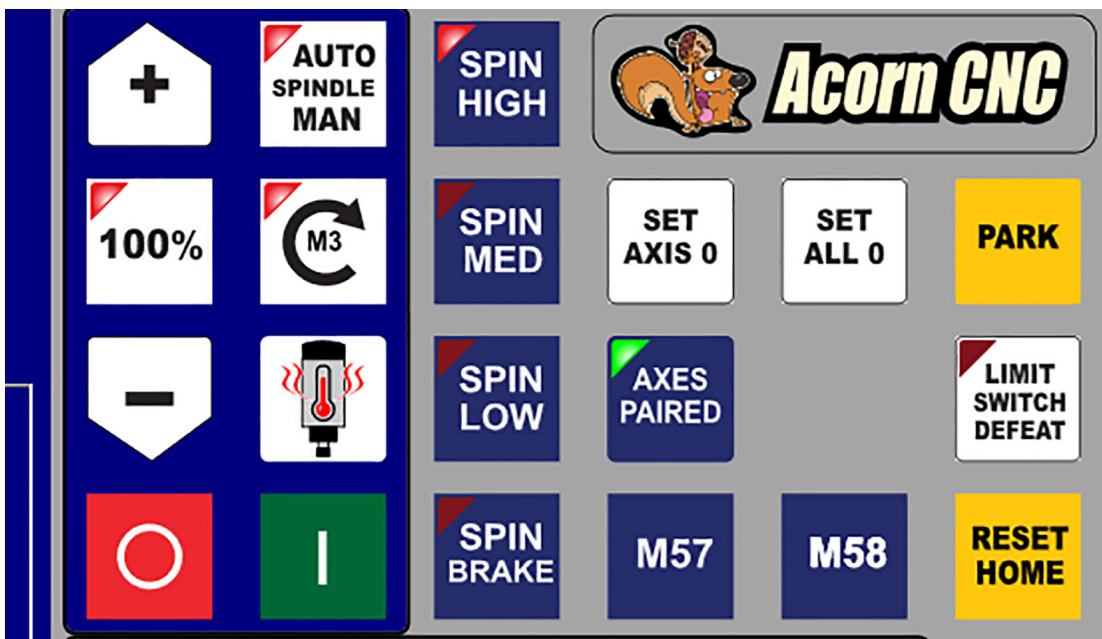 +
AUTO
SPINDLE
MAN
SPIN
HIGH
Acorn CNC
100%
M3
SPIN
MED
SET
AXIS 0
SET
ALL 0
PARK
-
SPIN
LOW
AXES
PAIRED
LIMIT
SWITCH
DEFEAT
O
I
SPIN
BRAKE
M57
M58
RESET
HOME